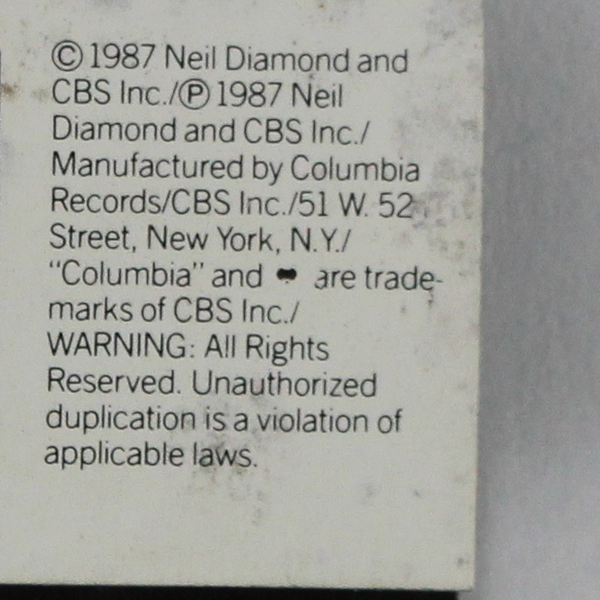 © 1987 Neil Diamond and
CBS Inc./℗ 1987 Neil
Diamond and CBS Inc./
Manufactured by Columbia
Records/CBS Inc./51 W. 52
Street, New York, N.Y./
“Columbia” and are trade-
marks of CBS Inc./
WARNING: All Rights
Reserved. Unauthorized
duplication is a violation of
applicable laws.